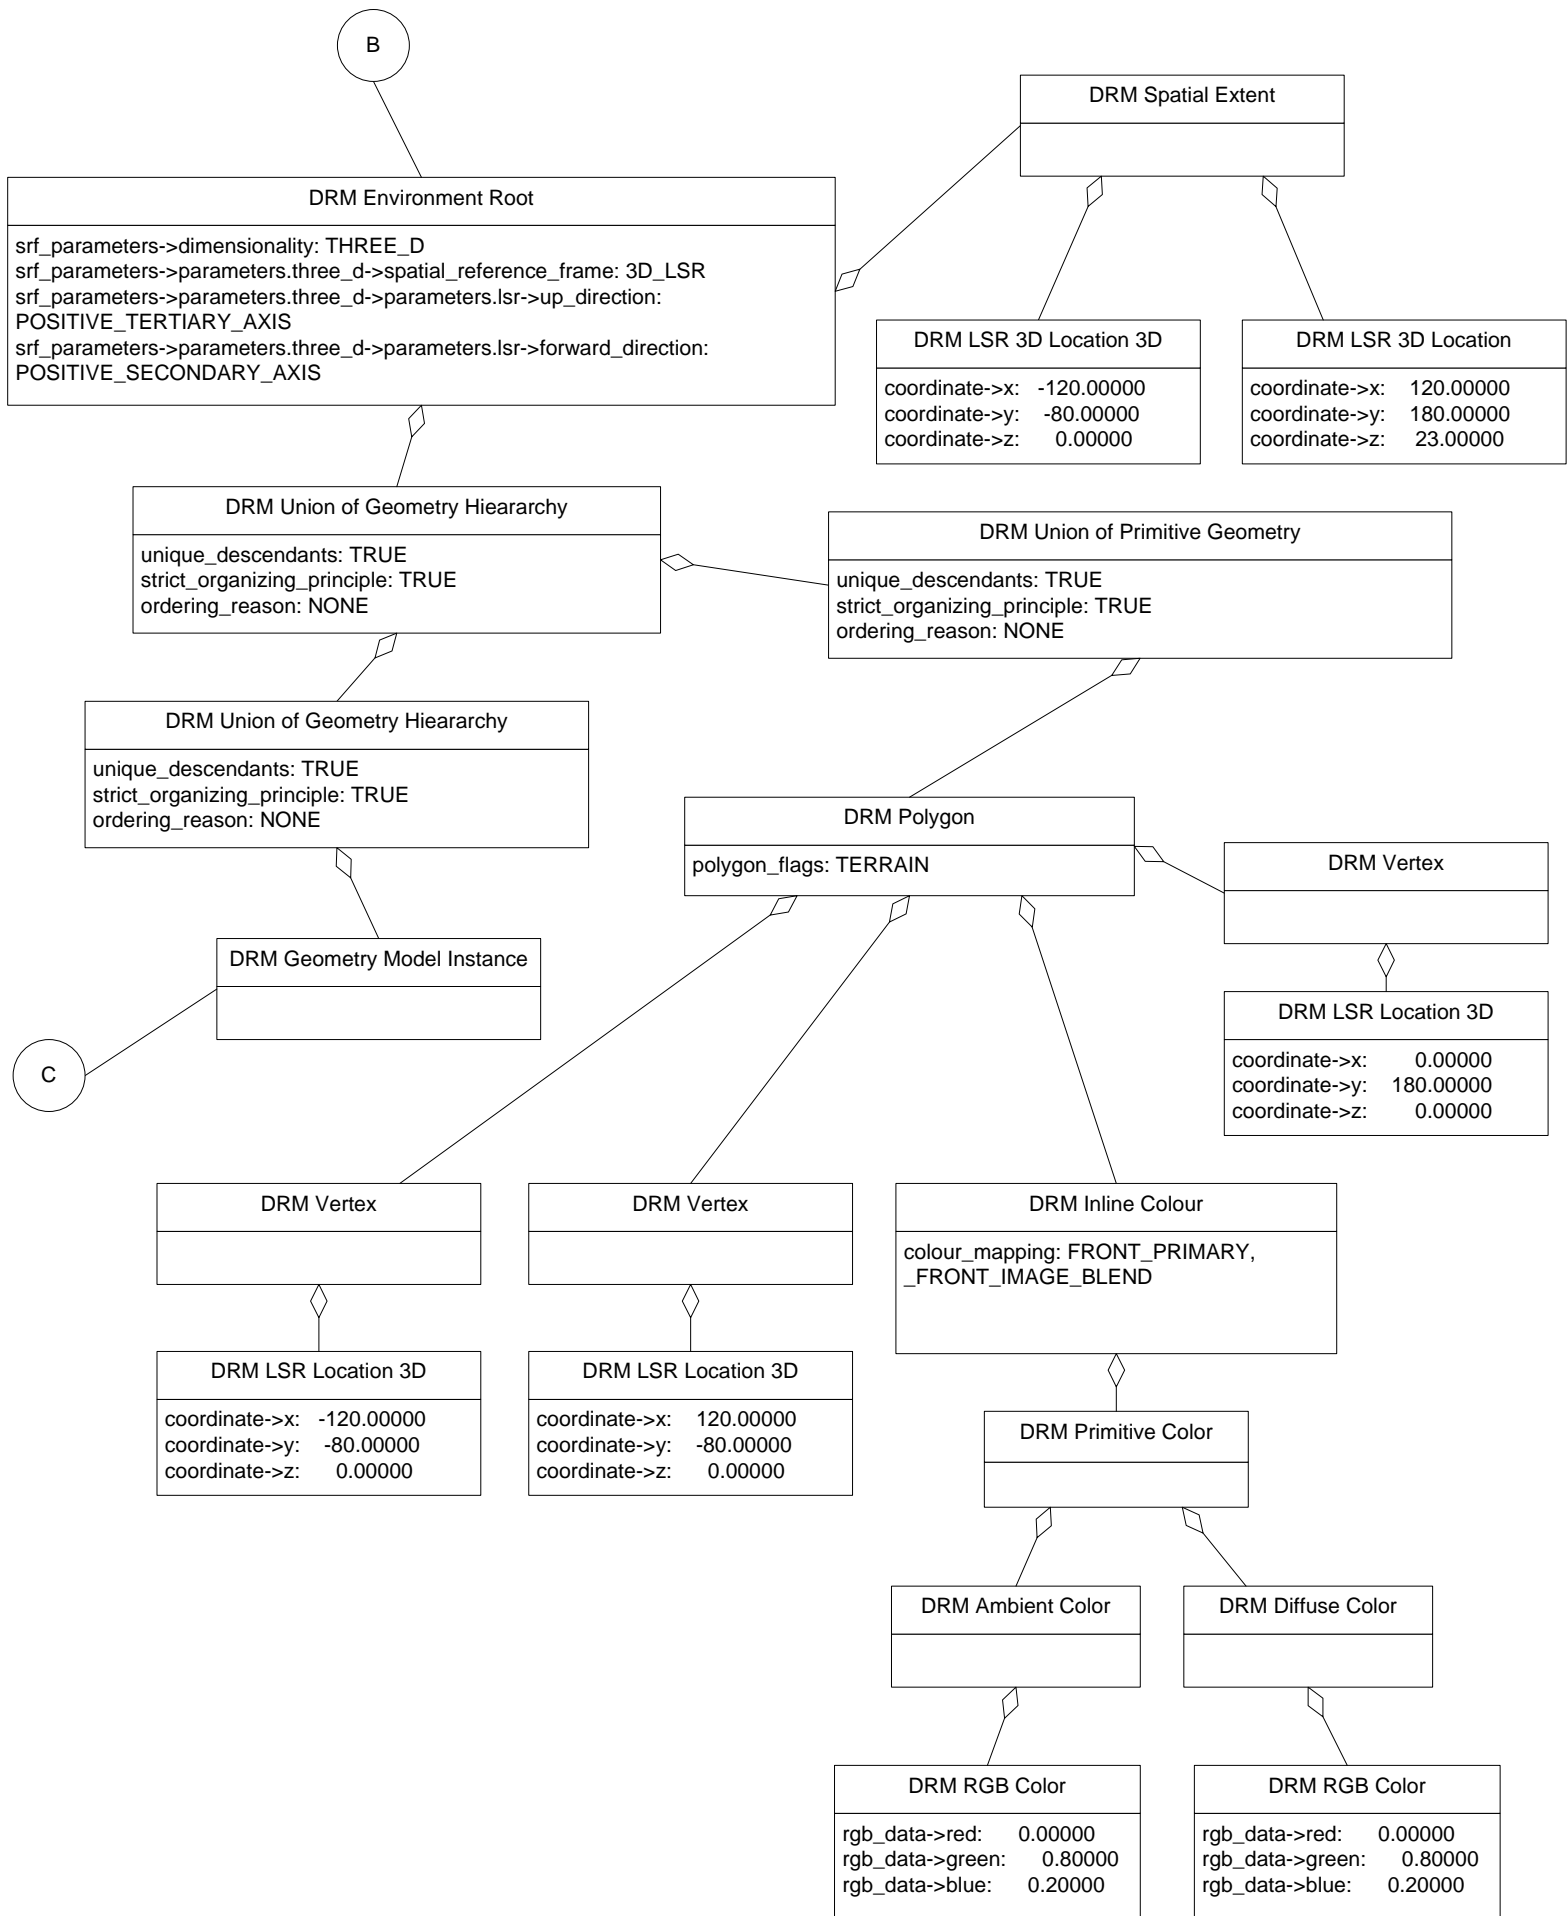 B
DRM Spatial Extent
DRM Environment Root
srf_parameters->dimensionality: THREE_D
srf_parameters->parameters.three_d->spatial_reference_frame: 3D_LSR
srf_parameters->parameters.three_d->parameters.lsr->up_direction:
POSITIVE_TERTIARY_AXIS
srf_parameters->parameters.three_d->parameters.lsr->forward_direction:
POSITIVE_SECONDARY_AXIS
DRM LSR 3D Location 3D
coordinate->x: -120.00000
coordinate->y: -80.00000
coordinate->z: 0.00000
DRM LSR 3D Location
coordinate->x: 120.00000
coordinate->y: 180.00000
coordinate->z: 23.00000
DRM Union of Geometry Hieararchy
unique_descendants: TRUE
strict_organizing_principle: TRUE
ordering_reason: NONE
DRM Union of Primitive Geometry
unique_descendants: TRUE
strict_organizing_principle: TRUE
ordering_reason: NONE
DRM Union of Geometry Hieararchy
unique_descendants: TRUE
strict_organizing_principle: TRUE
ordering_reason: NONE
DRM Polygon
polygon_flags: TERRAIN
DRM Vertex
DRM Geometry Model Instance
C
DRM LSR Location 3D
coordinate->x: 0.00000
coordinate->y: 180.00000
coordinate->z: 0.00000
DRM Vertex
DRM Vertex
DRM Inline Colour
colour_mapping: FRONT_PRIMARY,
_FRONT_IMAGE_BLEND
DRM LSR Location 3D
coordinate->x: -120.00000
coordinate->y: -80.00000
coordinate->z: 0.00000
DRM LSR Location 3D
coordinate->x: 120.00000
coordinate->y: -80.00000
coordinate->z: 0.00000
DRM Primitive Color
DRM Ambient Color
DRM Diffuse Color
DRM RGB Color
rgb_data->red: 0.00000
rgb_data->green: 0.80000
rgb_data->blue: 0.20000
DRM RGB Color
rgb_data->red: 0.00000
rgb_data->green: 0.80000
rgb_data->blue: 0.20000